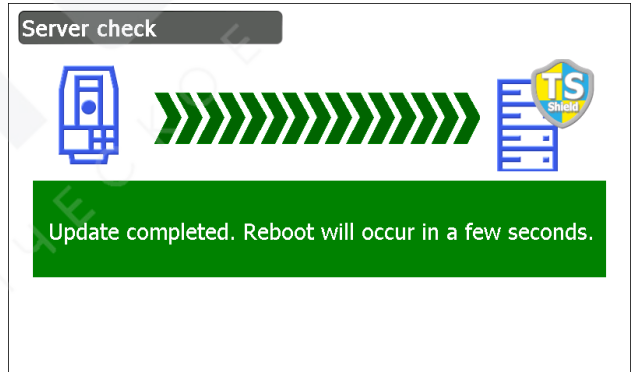 Server check
TS
Shield
Update completed. Reboot will occur in a few seconds.